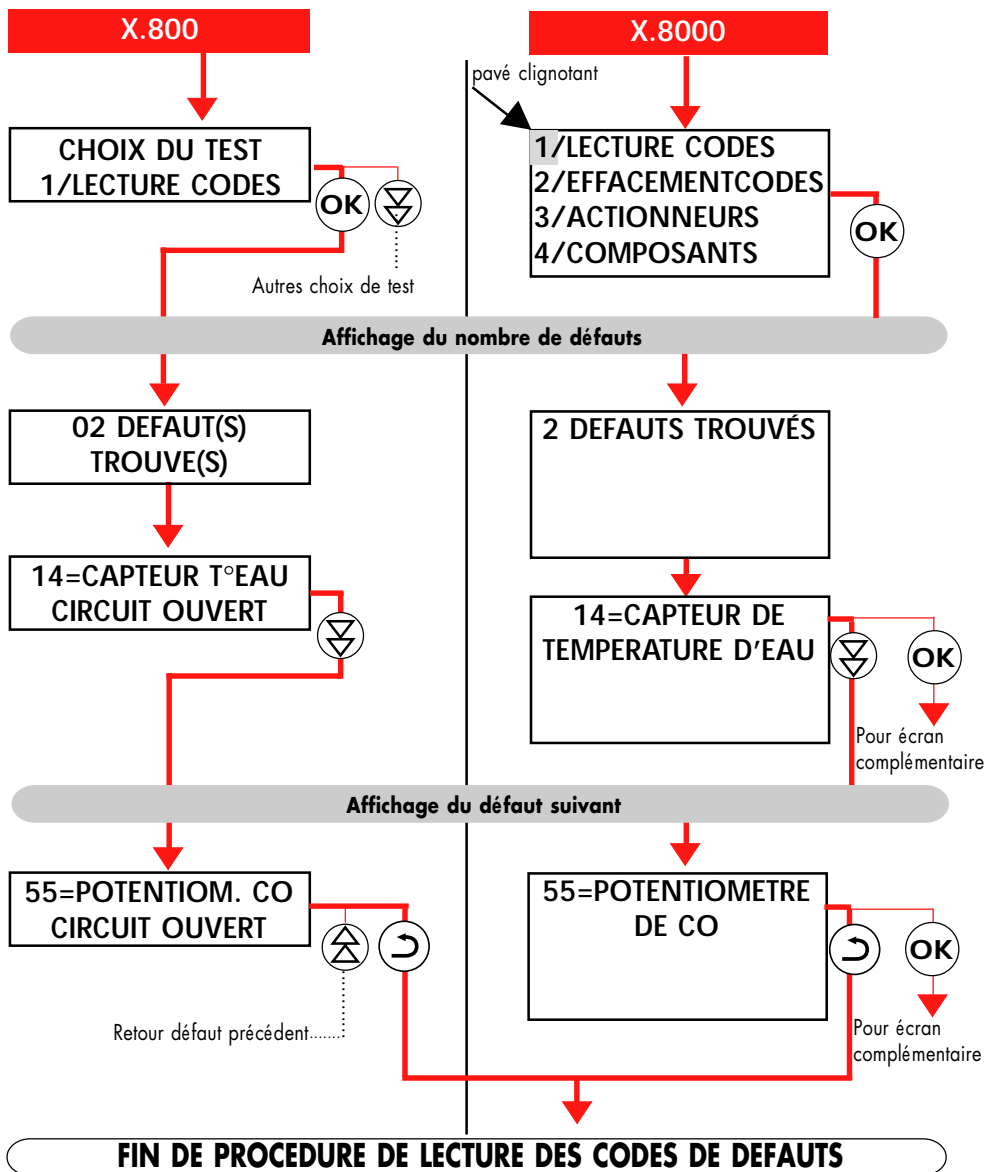 X.800
X.8000
pavé clignotant
CHOIX DU TEST
1/LECTURE CODES
OK
Autres choix de test
1/LECTURE CODES
2/EFFACEMENTCODES
3/ACTIONNEURS
4/COMPOSANTS
OK
Affichage du nombre de défauts
02 DEFAUT(S)
TROUVE(S)
2 DEFAUTS TROUVÉS
14=CAPTEUR T°EAU
CIRCUIT OUVERT
14=CAPTEUR DE
TEMPERATURE D'EAU
OK
Pour écran
complémentaire
Affichage du défaut suivant
55=POTENTIOM. CO
CIRCUIT OUVERT
Retour défaut précédent.......
55=POTENTIOMETRE
DE CO
OK
Pour écran
complémentaire
FIN DE PROCEDURE DE LECTURE DES CODES DE DEFAUTS